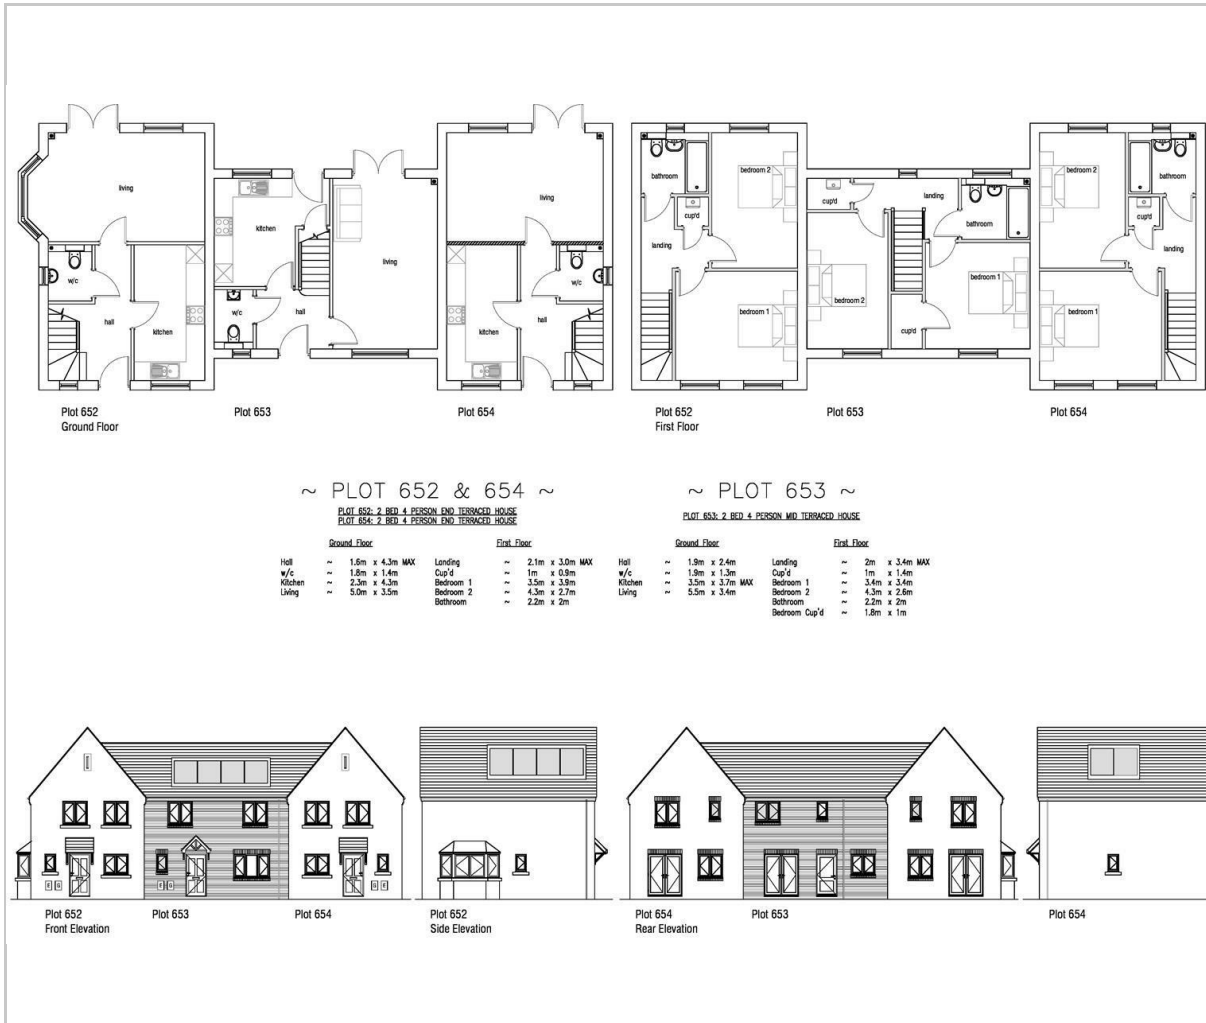 living
living
kitchen
living
w/c
w/c
w/c
hall
hall
hall
kitchen
kitchen
Plot 652
Ground Floor
Plot 653
Plot 654
bedroom 2
bathroom
cup'd
landing
bathroom
bedroom 2
bathroom
cup'd
cup'd
landing
landing
bedroom 1
bedroom 2
bedroom 1
bedroom 1
cup'd
Plot 652
First Floor
Plot 653
Plot 654
~ PLOT 652 & 654 ~
PLOT 652: 2 BED 4 PERSON END TERRACED HOUSE
PLOT 654: 2 BED 4 PERSON END TERRACED HOUSE
Ground Floor
Hall ~ 1.6m x 4.3m MAX
w/c ~ 1.8m x 1.4m
Kitchen ~ 2.3m x 4.3m
Living ~ 5.0m x 3.5m
First Floor
Landing ~ 2.1m x 3.0m MAX
Cup'd ~ 1m x 0.9m
Bedroom 1 ~ 3.5m x 3.9m
Bedroom 2 ~ 4.3m x 2.7m
Bathroom ~ 2.2m x 2m
~ PLOT 653 ~
PLOT 653: 2 BED 4 PERSON MID TERRACED HOUSE
Ground Floor
Hall ~ 1.9m x 2.4m
w/c ~ 1.9m x 1.3m
Kitchen ~ 3.5m x 3.7m MAX
Living ~ 5.5m x 3.4m
First Floor
Landing ~ 2m x 3.4m MAX
Cup'd ~ 1m x 1.4m
Bedroom 1 ~ 3.4m x 3.4m
Bedroom 2 ~ 4.3m x 2.6m
Bathroom ~ 2.2m x 2m
Bedroom Cup'd ~ 1.8m x 1m
E G
E G
Plot 652
Front Elevation
Plot 653
Plot 654
Plot 652
Side Elevation
Plot 654
Rear Elevation
Plot 653
Plot 654